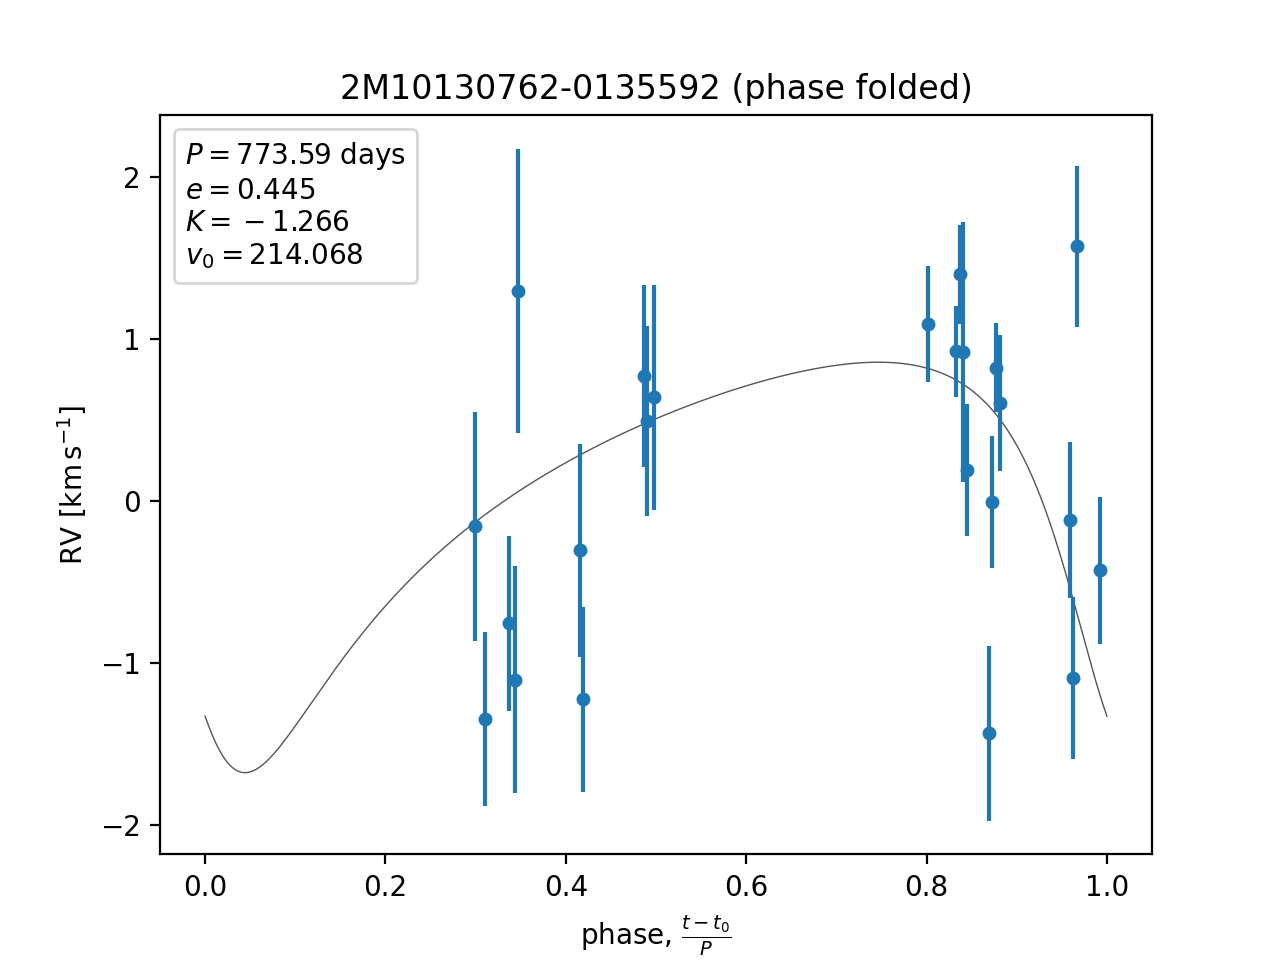 2M10130762-0135592 (phase folded)
P = 773.59 days
e = 0.445
K = −1.266
v₀ = 214.068
2
1
0
−1
−2
RV [km s⁻¹]
0.0 0.2 0.4 0.6 0.8 1.0
phase, (t − t₀)/P